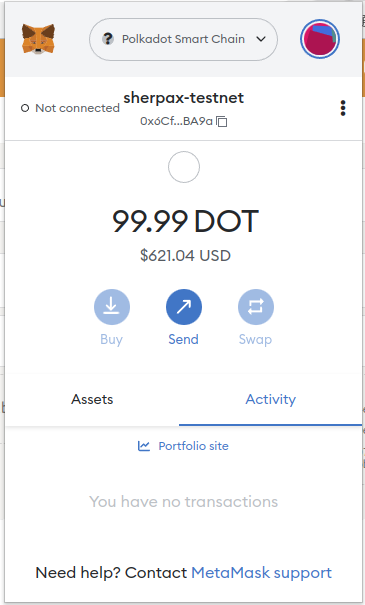 Polkadot Smart Chain
Not connected
sherpax-testnet
0x6Cf...BA9a
99.99 DOT
$621.04 USD
Buy
Send
Swap
Assets
Activity
Portfolio site
You have no transactions
Need help? Contact MetaMask support